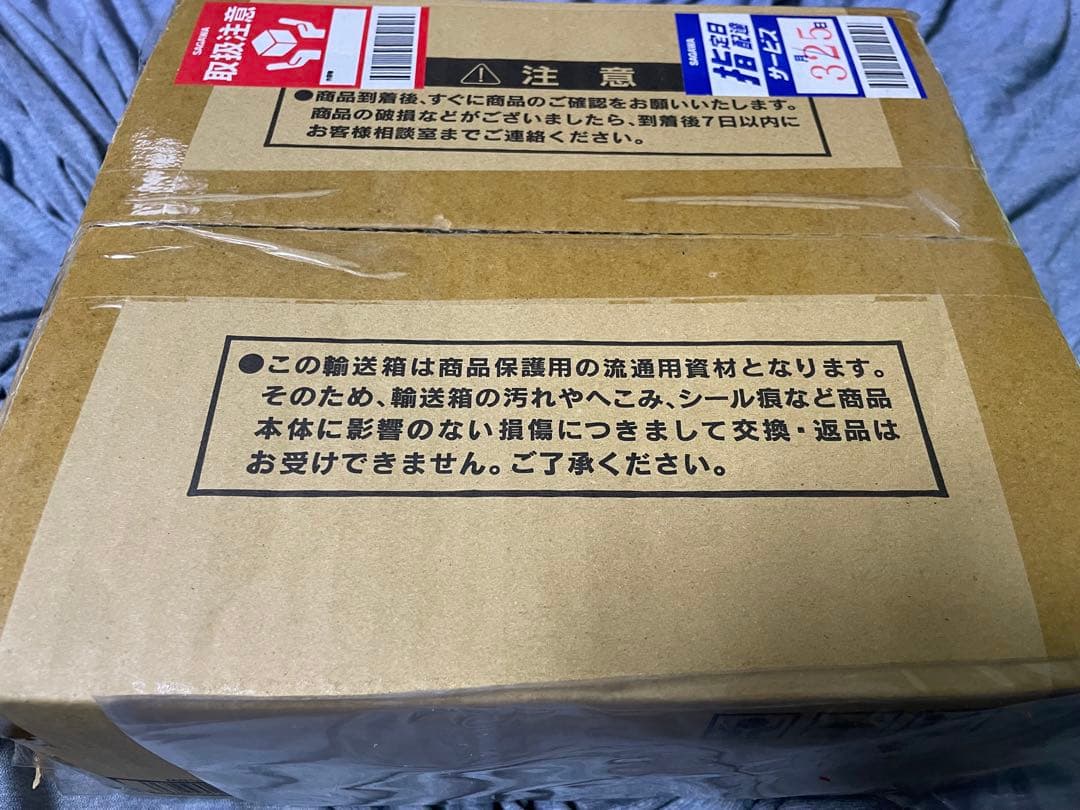 SAGAWA
取扱注意
SAGAWA
指定日
配達
サービス
3月25日
注意
●商品到着後、すぐに商品のご確認をお願いいたします。
商品の破損などがございましたら、到着後7日以内に
お客様相談室までご連絡ください。
●この輸送箱は商品保護用の流通用資材となります。
そのため、輸送箱の汚れやへこみ、シール痕など商品
本体に影響のない損傷につきまして交換・返品は
お受けできません。ご了承ください。